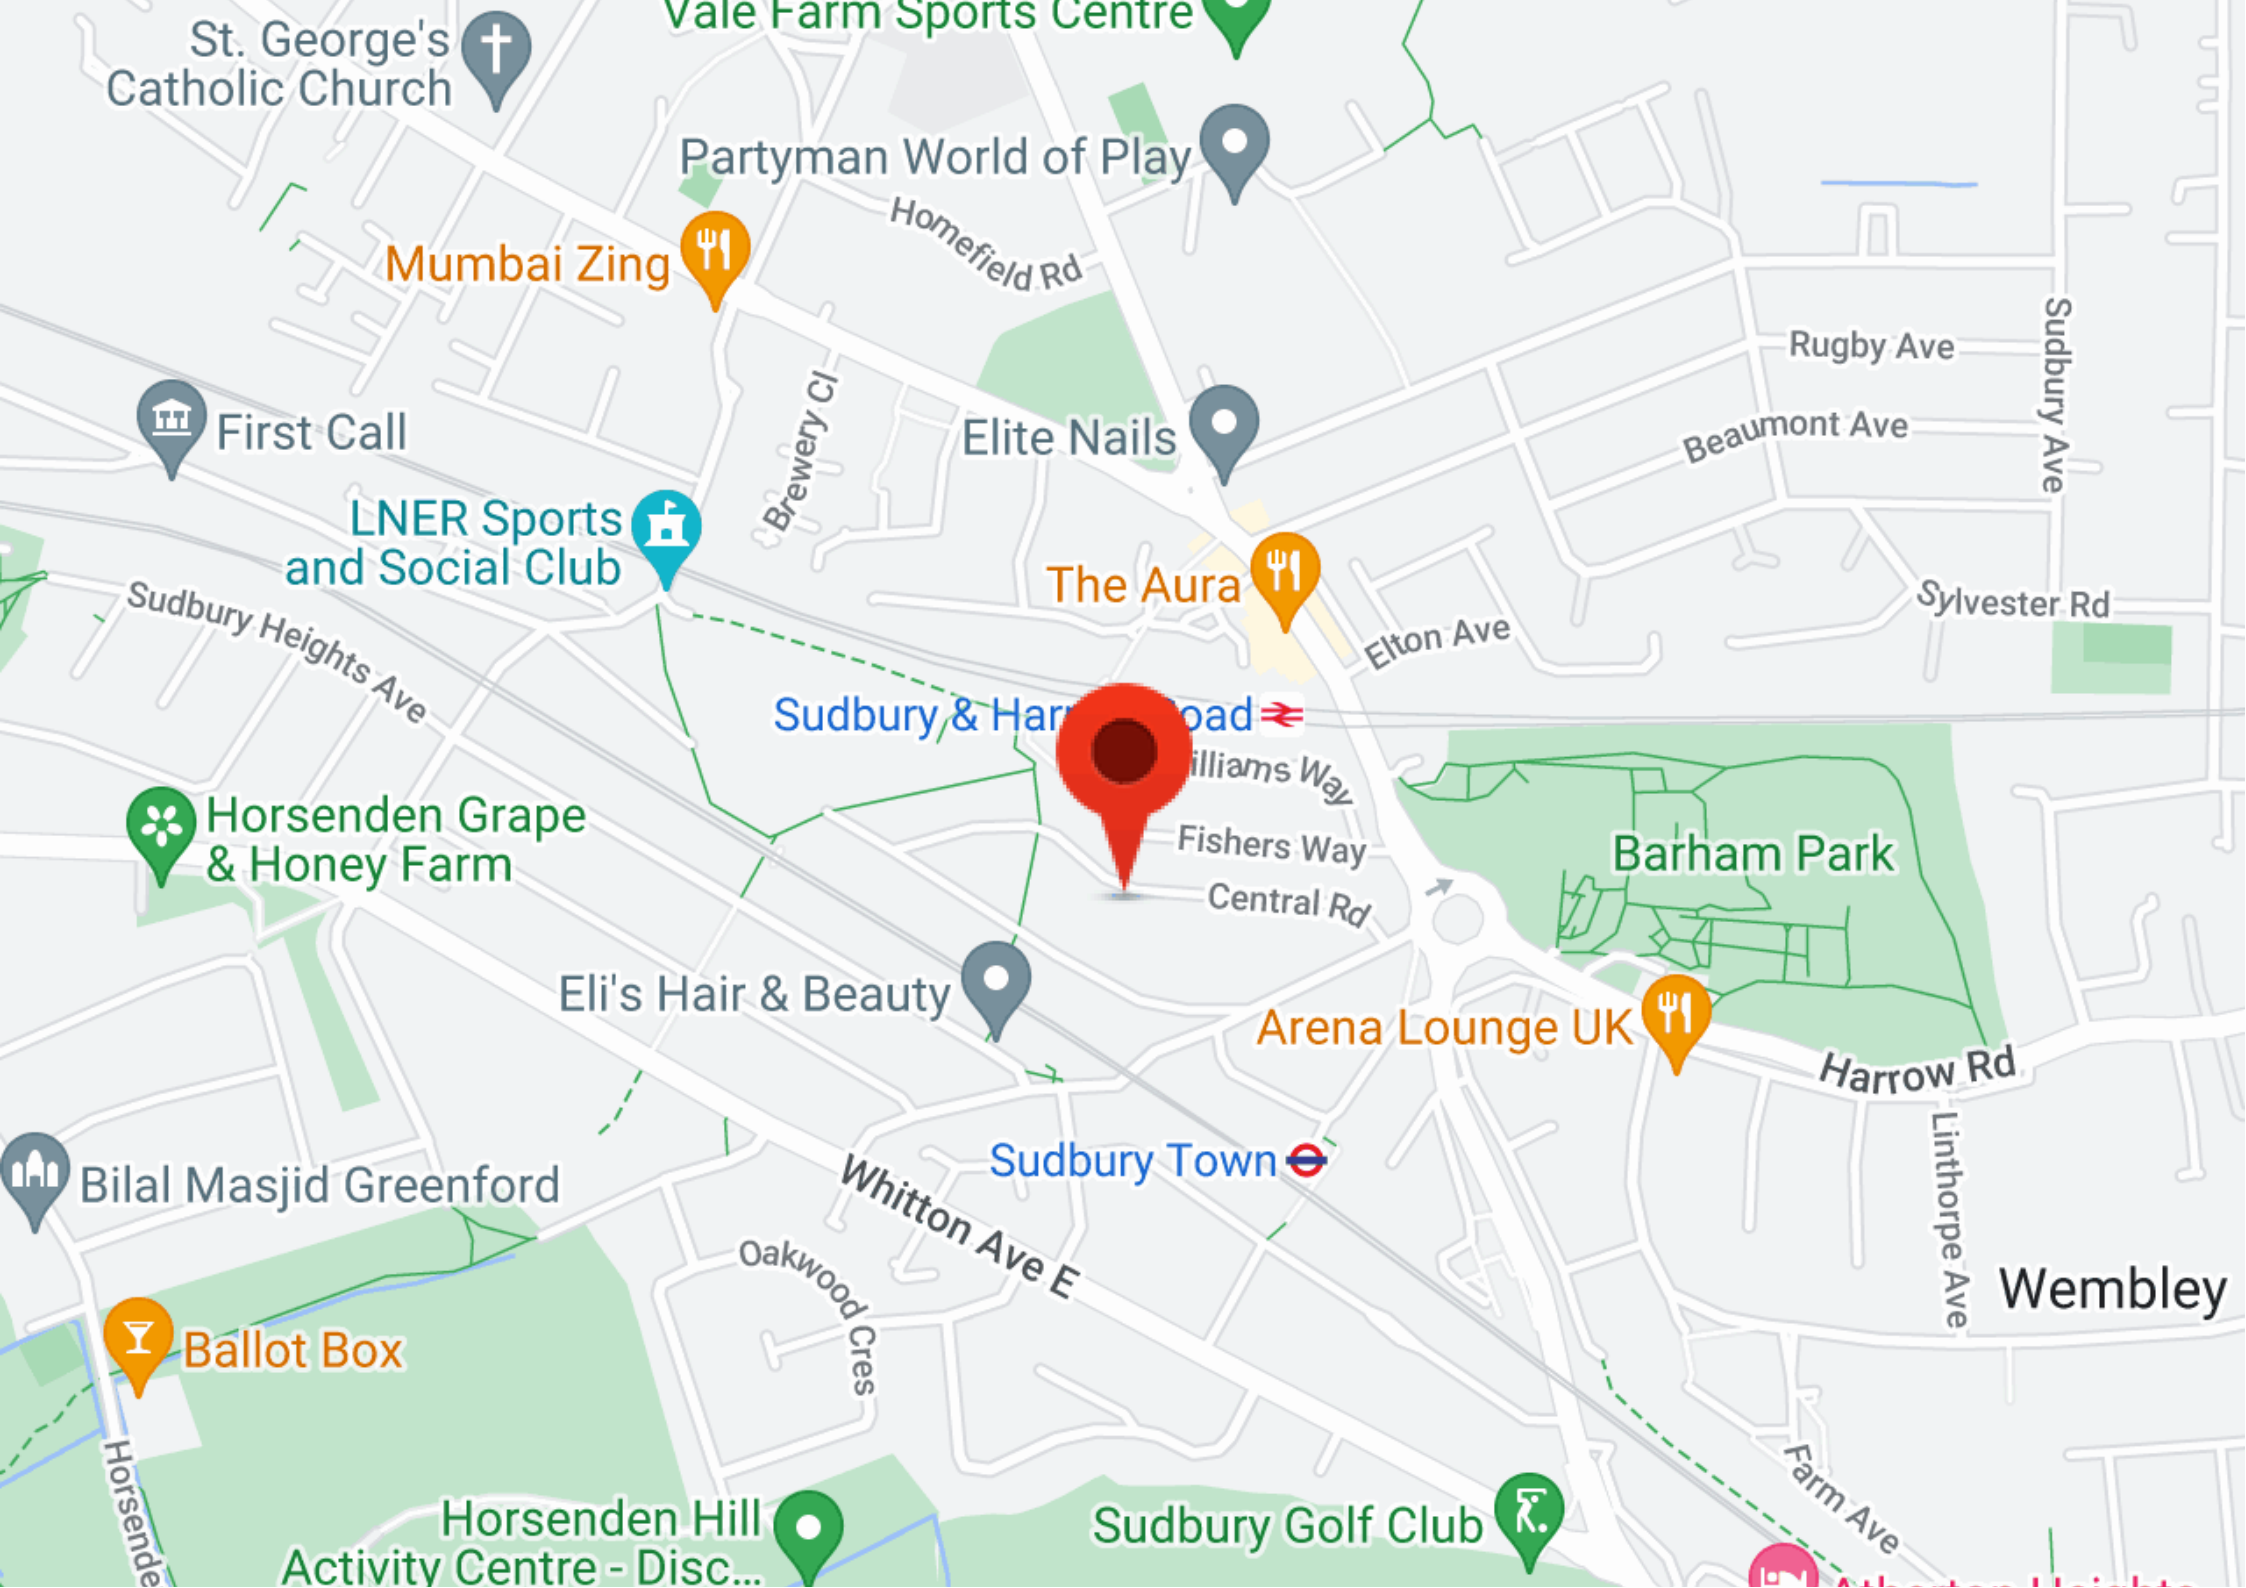 Vale Farm Sports Centre
St. George's
Catholic Church
Partyman World of Play
Homefield Rd
Mumbai Zing
Sudbury Ave
Rugby Ave
Brewery Cl
First Call
Elite Nails
Beaumont Ave
LNER Sports
and Social Club
The Aura
Sudbury Heights Ave
Elton Ave
Sylvester Rd
Sudbury &
Horsenden Grape
& Honey Farm
Way
Fishers Way
Barham Park
Central Rd
Eli's Hair & Beauty
Arena Lounge UK
Harrow Rd
Linthorpe Ave
Sudbury Town
Bilal Masjid Greenford
Whitton Ave E
Oakwood Cres
Wembley
Ballot Box
Horsende
Farm Ave
Horsenden Hill
Activity Centre - Disc...
Sudbury Golf Club